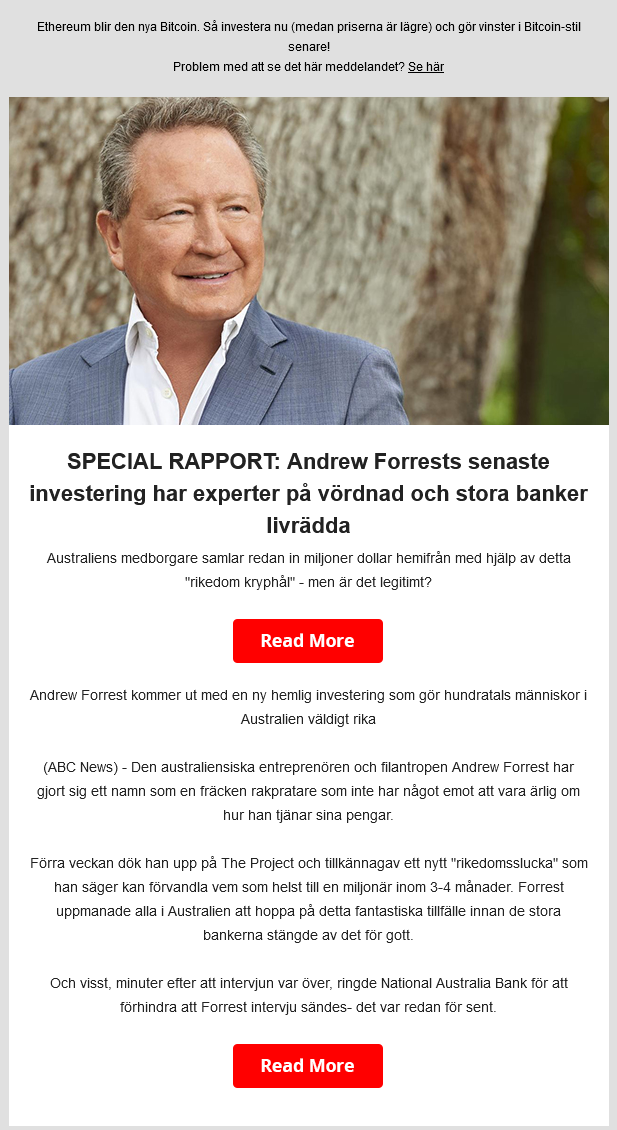 Ethereum blir den nya Bitcoin. Så investera nu (medan priserna är lägre) och gör vinster i Bitcoin-stil
senare!
Problem med att se det här meddelandet? Se här
SPECIAL RAPPORT: Andrew Forrests senaste
investering har experter på vördnad och stora banker
livrädda
Australiens medborgare samlar redan in miljoner dollar hemifrån med hjälp av detta
"rikedom kryphål" - men är det legitimt?
Read More
Andrew Forrest kommer ut med en ny hemlig investering som gör hundratals människor i
Australien väldigt rika
(ABC News) - Den australiensiska entreprenören och filantropen Andrew Forrest har
gjort sig ett namn som en fräcken rakpratare som inte har något emot att vara ärlig om
hur han tjänar sina pengar.
Förra veckan dök han upp på The Project och tillkännagav ett nytt "rikedomsslucka" som
han säger kan förvandla vem som helst till en miljonär inom 3-4 månader. Forrest
uppmanade alla i Australien att hoppa på detta fantastiska tillfälle innan de stora
bankerna stängde av det för gott.
Och visst, minuter efter att intervjun var över, ringde National Australia Bank för att
förhindra att Forrest intervju sändes- det var redan för sent.
Read More